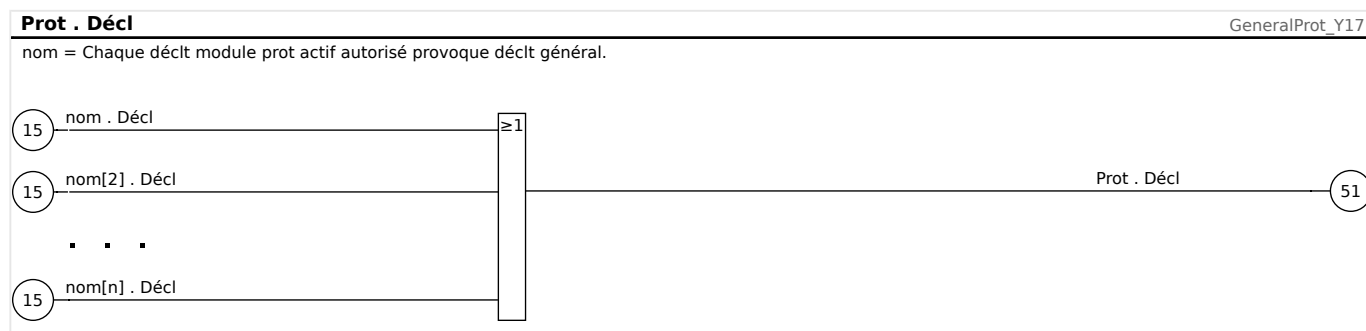 Prot . Décl
GeneralProt_Y17
nom = Chaque déclt module prot actif autorisé provoque déclt général.
15 nom . Décl
≥1
15 nom[2] . Décl
Prot . Décl 51
. . .
15 nom[n] . Décl